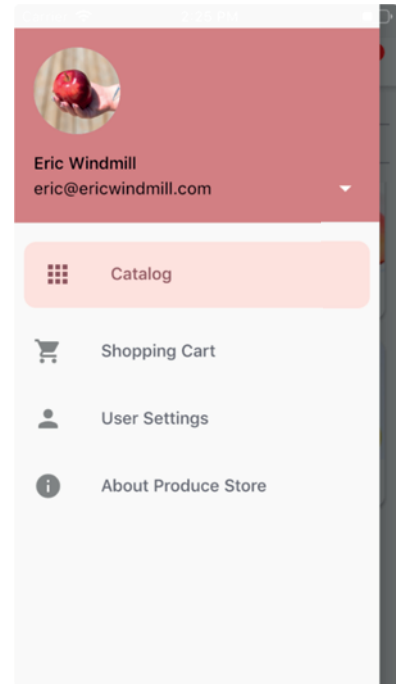 Eric Windmill
eric@ericwindmill.com
Catalog
Shopping Cart
User Settings
About Produce Store